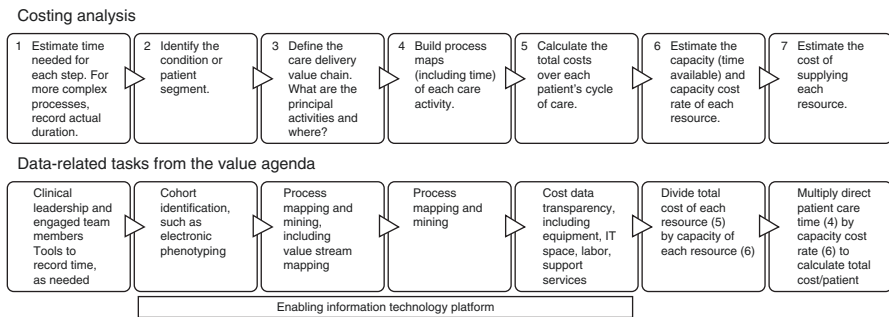 Costing analysis
1 Estimate time
needed for
each step. For
more complex
processes,
record actual
duration.
2 Identify the
condition or
patient
segment.
3 Define the
care delivery
value chain.
What are the
principal
activities and
where?
4 Build process
maps
(including time)
of each care
activity.
5 Calculate the
total costs
over each
patient's cycle
of care.
6 Estimate the
capacity (time
available) and
capacity cost
rate of each
resource.
7 Estimate the
cost of
supplying
each
resource.
Data-related tasks from the value agenda
Clinical
leadership and
engaged team
members
Tools to
record time,
as needed
Cohort
identification,
such as
electronic
phenotyping
Process
mapping and
mining,
including
value stream
mapping
Process
mapping and
mining
Cost data
transparency,
including
equipment, IT
space, labor,
support
services
Divide total
cost of each
resource (5)
by capacity of
each resource (6)
Multiply direct
patient care
time (4) by
capacity cost
rate (6) to
calculate total
cost/patient
Enabling information technology platform